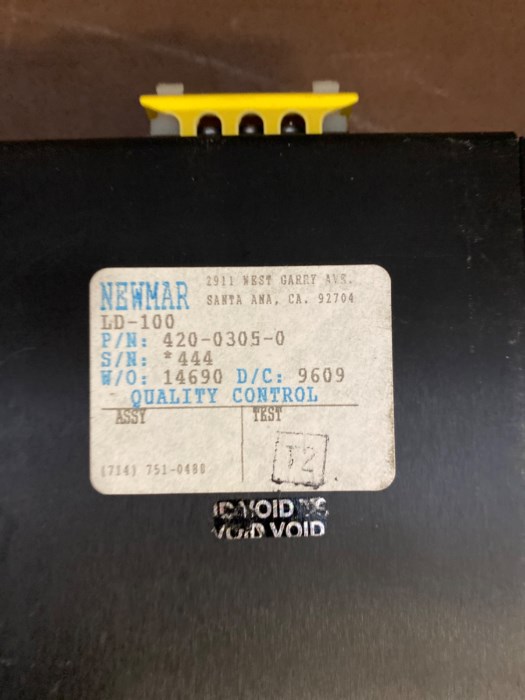 NEWMAR
2911 WEST GARRY AVE.
SANTA ANA, CA. 92704
LD-100
P/N: 420-0305-0
S/N: *444
W/O: 14690 D/C: 9609
QUALITY CONTROL
ASSY TEST
T2
(714) 751-0488
VOID
VOID VOID